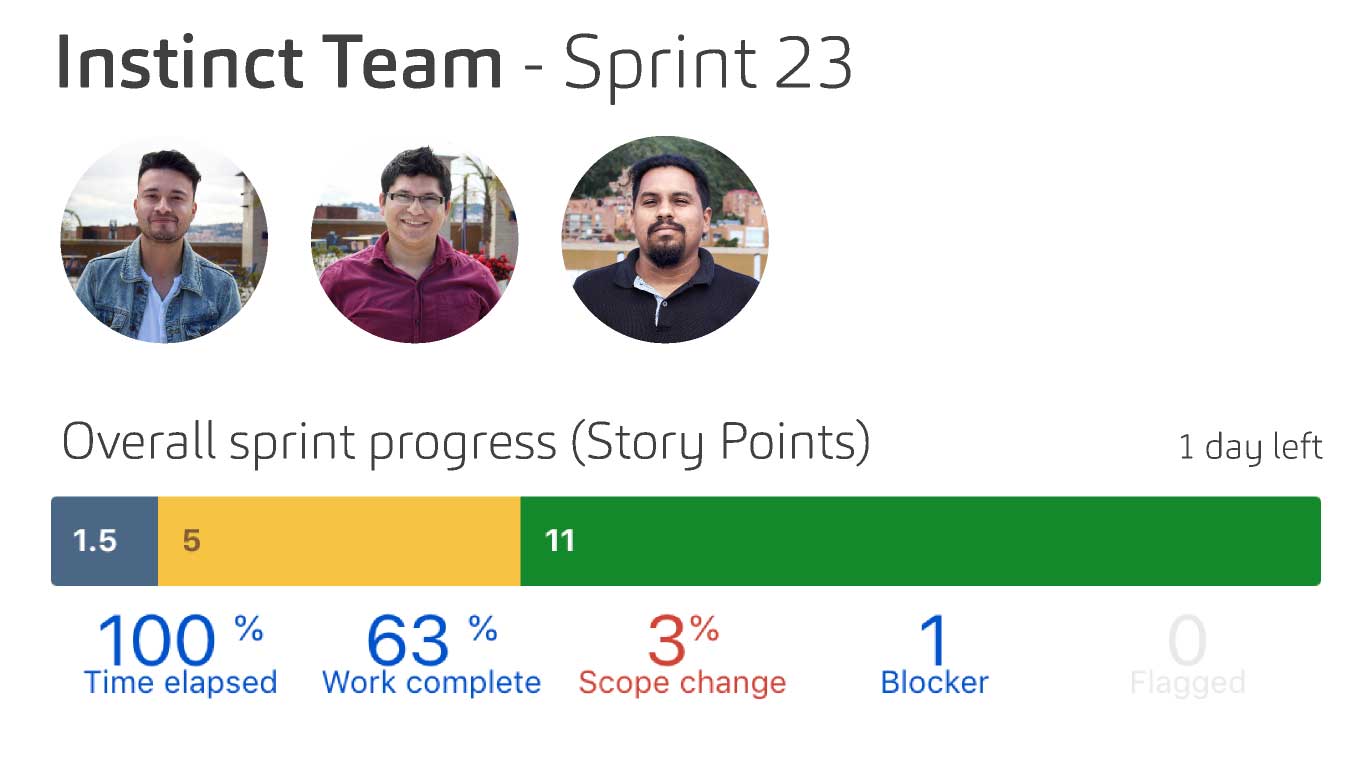 Instinct Team - Sprint 23
Overall sprint progress (Story Points)
1 day left
1.5 5 11
100 % 63 % 3% 1 0
Time elapsed Work complete Scope change Blocker Flagged